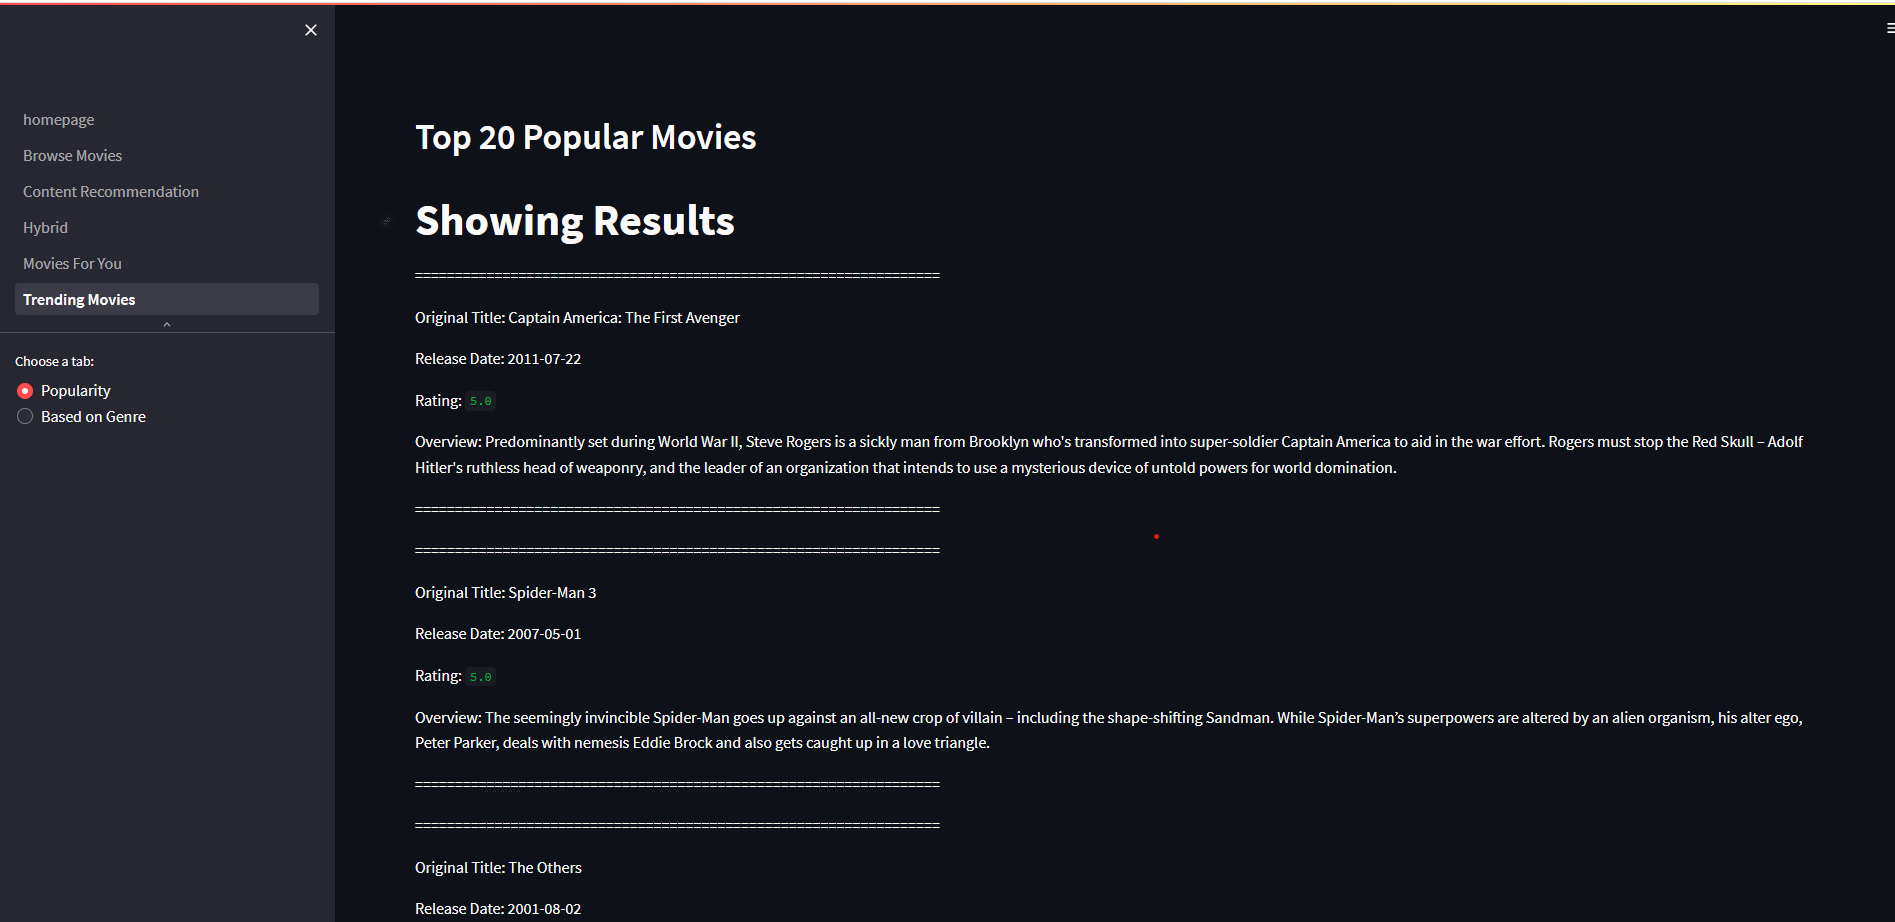 homepage
Browse Movies
Content Recommendation
Hybrid
Movies For You
Trending Movies
Choose a tab:
Popularity
Based on Genre
Top 20 Popular Movies
Showing Results
==================================================================
Original Title: Captain America: The First Avenger
Release Date: 2011-07-22
Rating: 5.0
Overview: Predominantly set during World War II, Steve Rogers is a sickly man from Brooklyn who's transformed into super-soldier Captain America to aid in the war effort. Rogers must stop the Red Skull – Adolf
Hitler's ruthless head of weaponry, and the leader of an organization that intends to use a mysterious device of untold powers for world domination.
==================================================================
==================================================================
Original Title: Spider-Man 3
Release Date: 2007-05-01
Rating: 5.0
Overview: The seemingly invincible Spider-Man goes up against an all-new crop of villain – including the shape-shifting Sandman. While Spider-Man’s superpowers are altered by an alien organism, his alter ego,
Peter Parker, deals with nemesis Eddie Brock and also gets caught up in a love triangle.
==================================================================
==================================================================
Original Title: The Others
Release Date: 2001-08-02